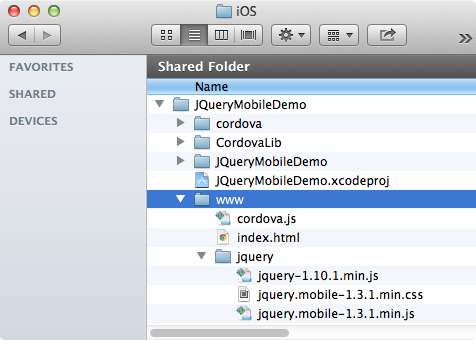 iOS
FAVORITES
SHARED
DEVICES
Shared Folder
Name
JQueryMobileDemo
cordova
CordovaLib
JQueryMobileDemo
JQueryMobileDemo.xcodeproj
www
cordova.js
index.html
jquery
jquery-1.10.1.min.js
jquery.mobile-1.3.1.min.css
jquery.mobile-1.3.1.min.js